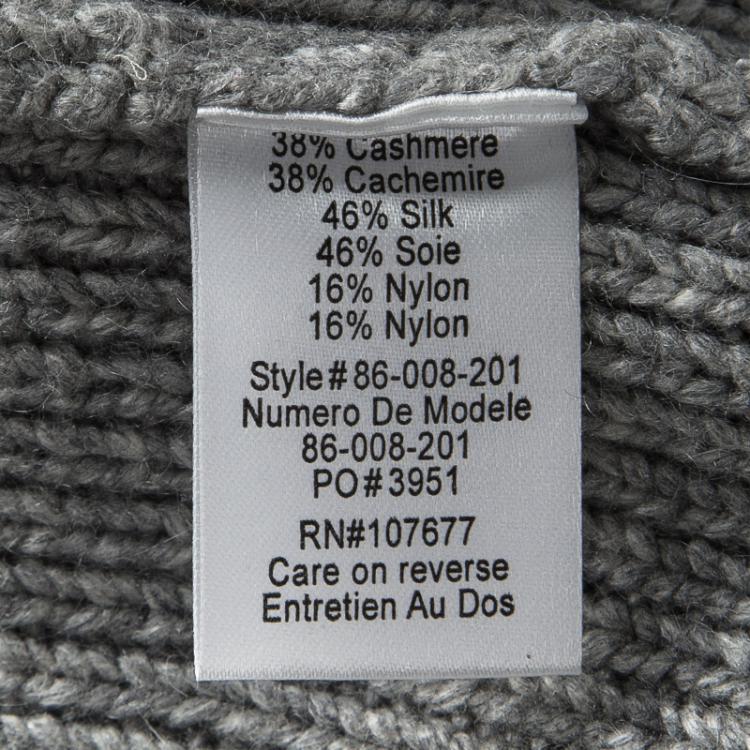 38% Cashmere
38% Cachemire
46% Silk
46% Soie
16% Nylon
16% Nylon
Style# 86-008-201
Numero De Modele
86-008-201
PO#3951
RN#107677
Care on reverse
Entretien Au Dos